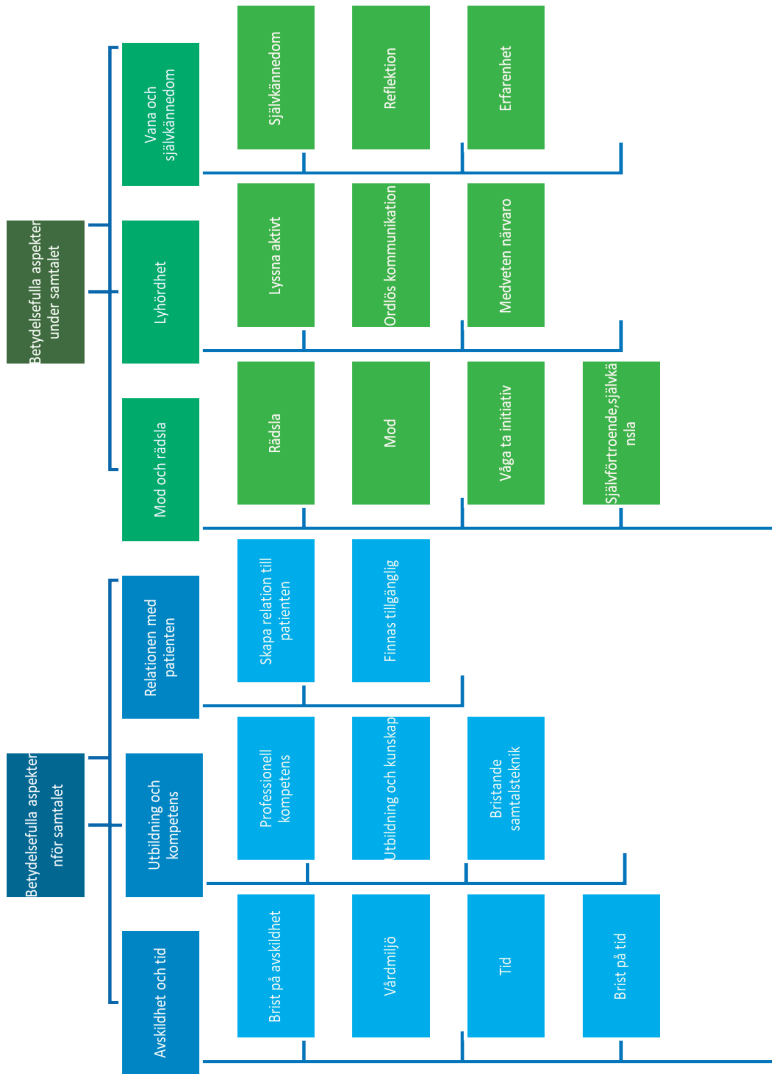 Betydelsefulla aspekter
nför samtalet
Avskildhet och tid
Brist på avskildhet
Vårdmiljö
Tid
Brist på tid
Utbildning och
kompetens
Professionell
kompetens
Utbildning och kunskap
Bristande
samtalsteknik
Relationen med
patienten
Skapa relation till
patienten
Finnas tillgänglig
Betydelsefulla aspekter
under samtalet
Mod och rädsla
Rädsla
Mod
Våga ta initiativ
Självförtroende,självkä
nsla
Lyhördhet
Lyssna aktivt
Ordlös kommunikation
Medveten närvaro
Vana och
självkännedom
Självkännedom
Reflektion
Erfarenhet